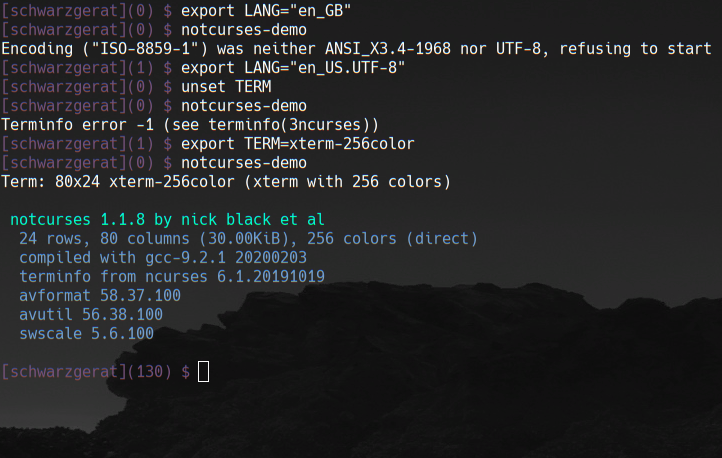 [schwarzgerat](0) $ export LANG="en_GB"
[schwarzgerat](0) $ notcurses-demo
Encoding ("ISO-8859-1") was neither ANSI_X3.4-1968 nor UTF-8, refusing to start
[schwarzgerat](1) $ export LANG="en_US.UTF-8"
[schwarzgerat](0) $ unset TERM
[schwarzgerat](0) $ notcurses-demo
Terminfo error -1 (see terminfo(3ncurses))
[schwarzgerat](1) $ export TERM=xterm-256color
[schwarzgerat](0) $ notcurses-demo
Term: 80x24 xterm-256color (xterm with 256 colors)
notcurses 1.1.8 by nick black et al
24 rows, 80 columns (30.00KiB), 256 colors (direct)
compiled with gcc-9.2.1 20200203
terminfo from ncurses 6.1.20191019
avformat 58.37.100
avutil 56.38.100
swscale 5.6.100
[schwarzgerat](130) $